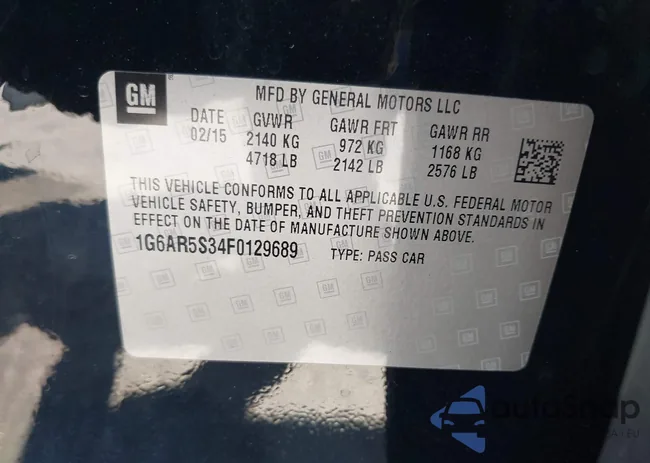 GM
MFD BY GENERAL MOTORS LLC
DATE GVWR GAWR FRT GAWR RR
02/15 2140 KG 972 KG 1168 KG
4718 LB 2142 LB 2576 LB
THIS VEHICLE CONFORMS TO ALL APPLICABLE U.S. FEDERAL MOTOR
VEHICLE SAFETY, BUMPER, AND THEFT PREVENTION STANDARDS IN
EFFECT ON THE DATE OF MANUFACTURE SHOWN ABOVE.
1G6AR5S34F0129689 TYPE: PASS CAR
autoSnap